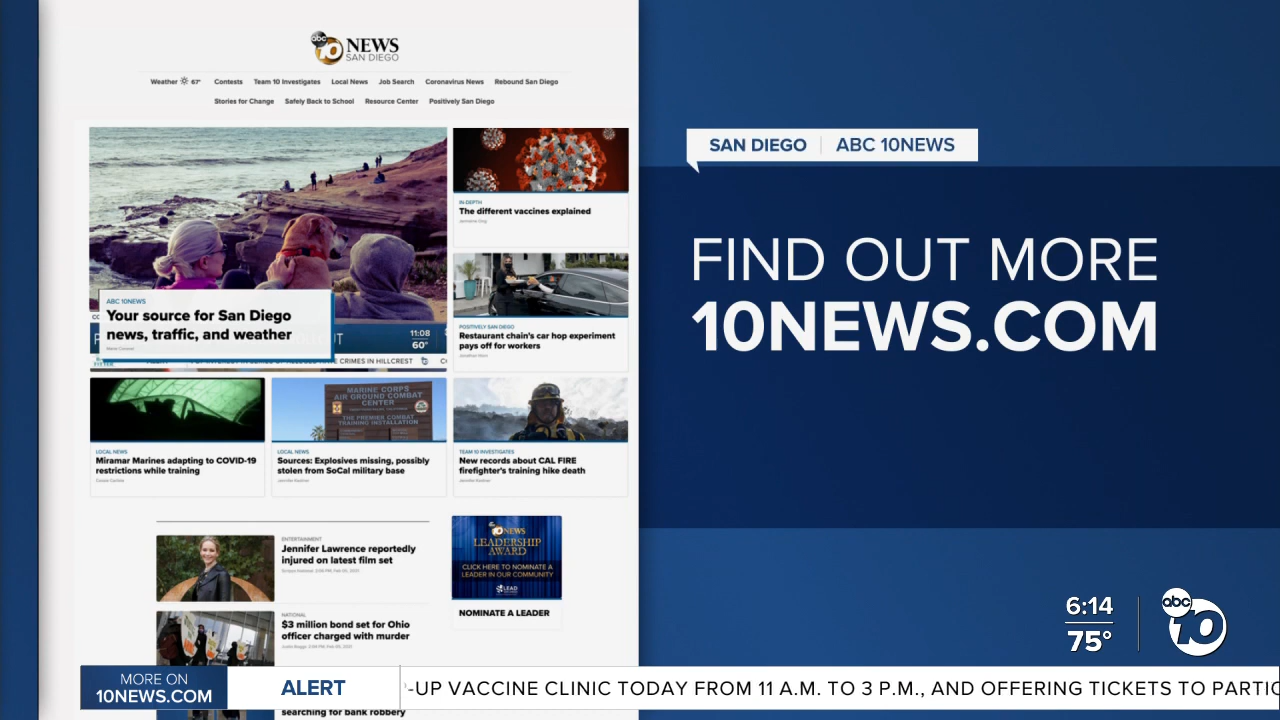 abc 10 NEWS
SAN DIEGO
Weather 67° Contests Team 10 Investigates Local News Job Search Coronavirus News Rebound San Diego
Stories for Change Safely Back to School Resource Center Positively San Diego
ABC 10NEWS
Your source for San Diego
news, traffic, and weather
11:08
60°
CRIMES IN HILLCREST
IN-DEPTH
The different vaccines explained
POSITIVELY SAN DIEGO
Restaurant chain's car hop experiment
pays off for workers
LOCAL NEWS
Miramar Marines adapting to COVID-19
restrictions while training
MARINE CORPS
AIR GROUND COMBAT
CENTER
THE PREMIER COMBAT
TRAINING INSTALLATION
LOCAL NEWS
Sources: Explosives missing, possibly
stolen from SoCal military base
TEAM 10 INVESTIGATES
New records about CAL FIRE
firefighter's training hike death
ENTERTAINMENT
Jennifer Lawrence reportedly
injured on latest film set
NATIONAL
$3 million bond set for Ohio
officer charged with murder
searching for bank robbery
abc 10 NEWS
LEADERSHIP
AWARD
CLICK HERE TO NOMINATE A
LEADER IN OUR COMMUNITY
LEAD
NOMINATE A LEADER
SAN DIEGO ABC 10NEWS
FIND OUT MORE
10NEWS.COM
6:14
75°
abc 10
MORE ON
10NEWS.COM
ALERT
-UP VACCINE CLINIC TODAY FROM 11 A.M. TO 3 P.M., AND OFFERING TICKETS TO PARTIC